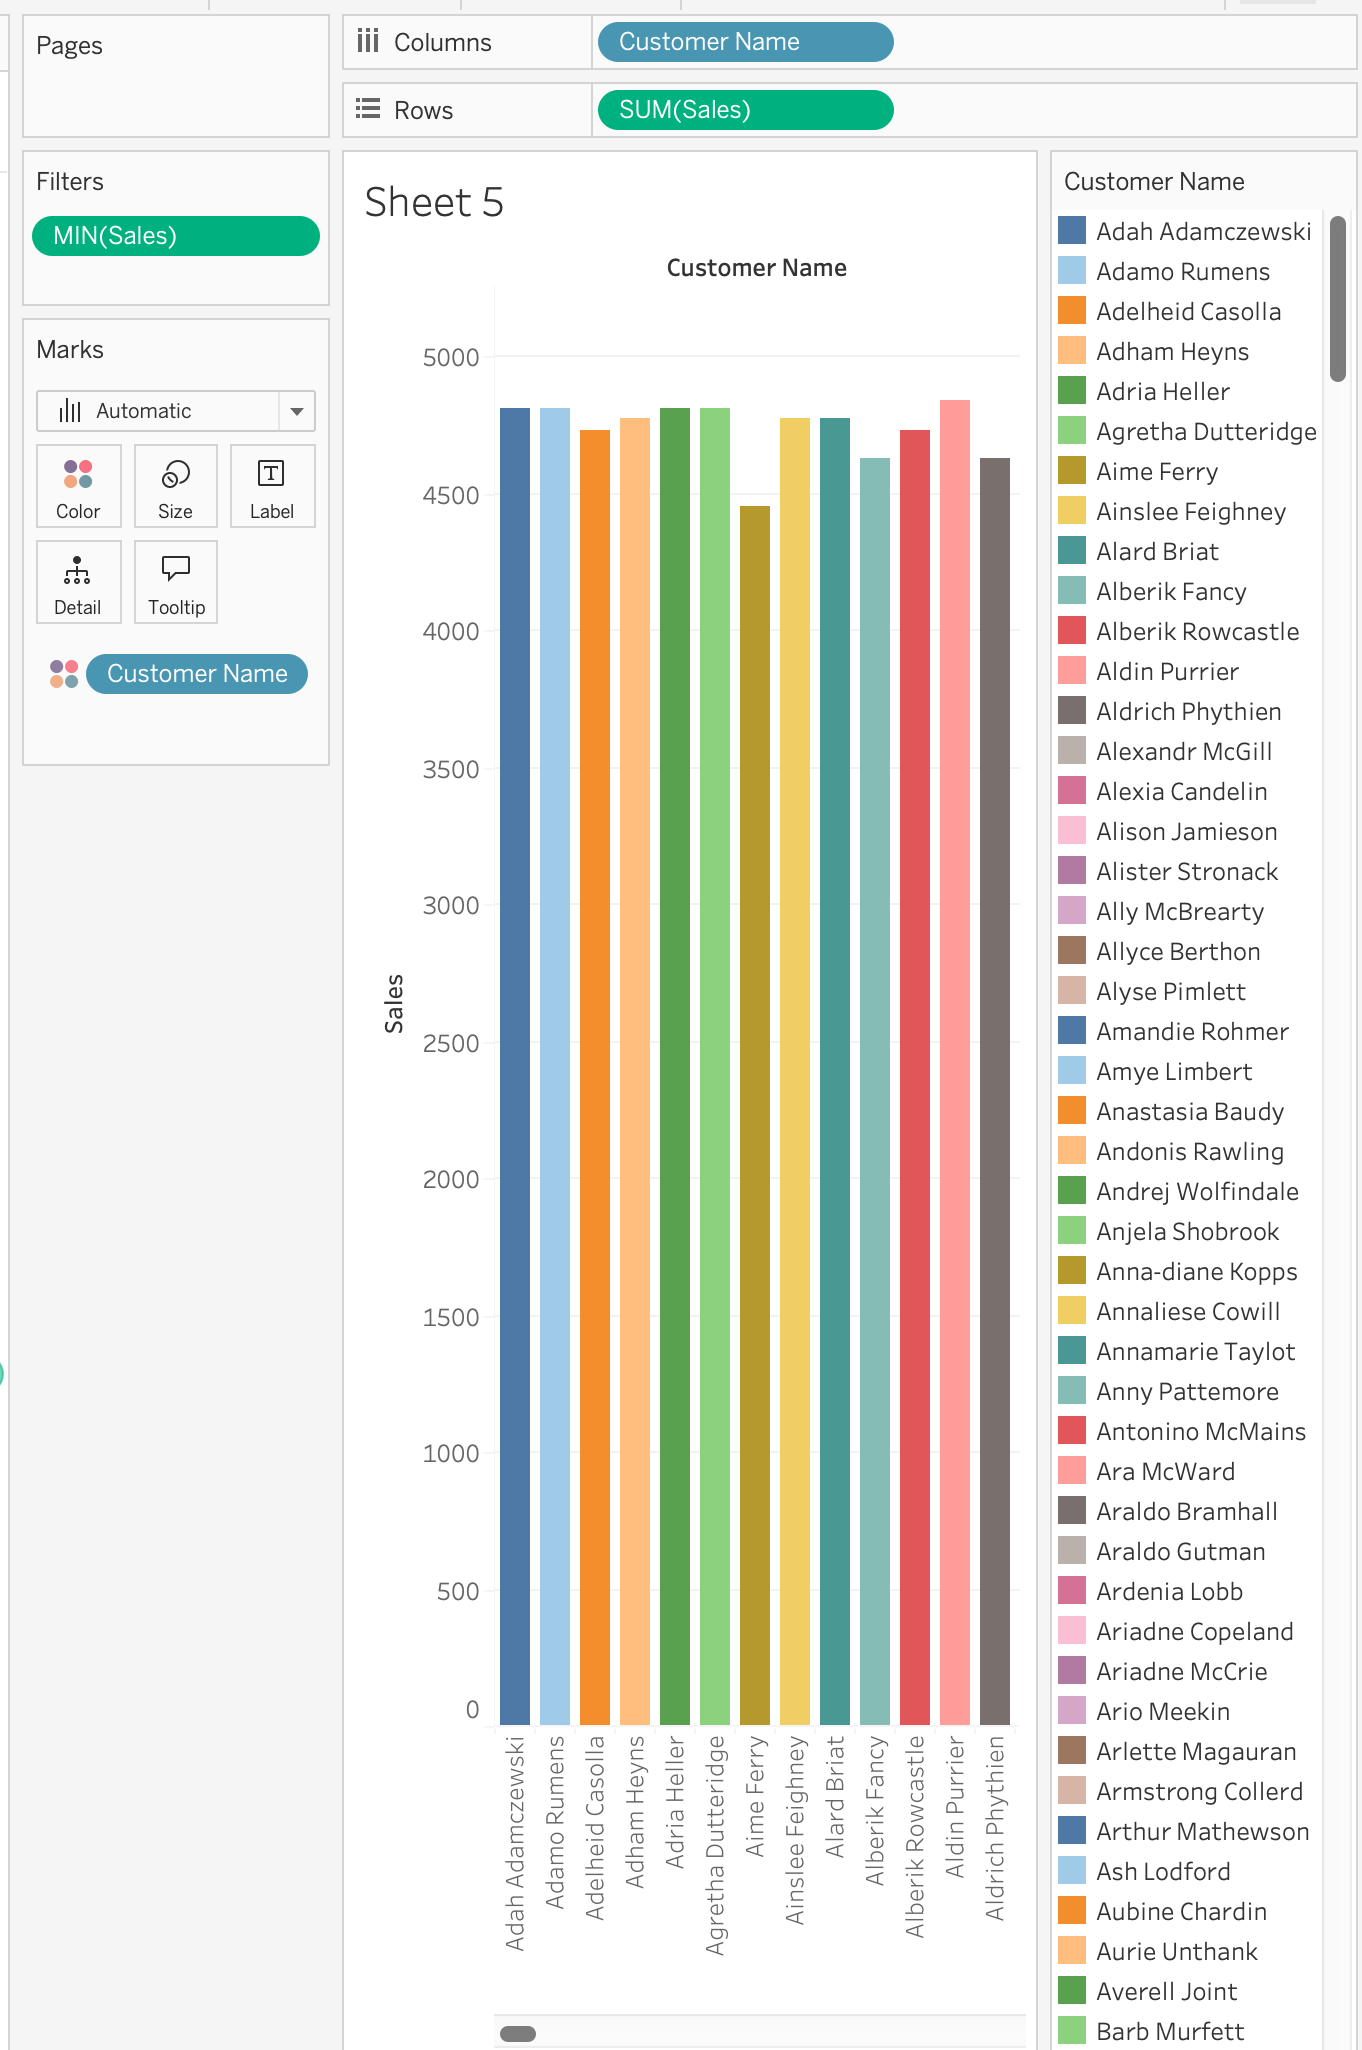 Pages
Columns
Customer Name
Rows
SUM(Sales)
Filters
MIN(Sales)
Marks
Automatic
Color
Size
Label
Detail
Tooltip
Customer Name
Sheet 5
Customer Name
Sales
5000
4500
4000
3500
3000
2500
2000
1500
1000
500
0
Adah Adamczewski
Adamo Rumens
Adelheid Casolla
Adham Heyns
Adria Heller
Agretha Dutteridge
Aime Ferry
Ainslee Feighney
Alard Briat
Alberik Fancy
Alberik Rowcastle
Aldin Purrier
Aldrich Phythien
Customer Name
Adah Adamczewski
Adamo Rumens
Adelheid Casolla
Adham Heyns
Adria Heller
Agretha Dutteridge
Aime Ferry
Ainslee Feighney
Alard Briat
Alberik Fancy
Alberik Rowcastle
Aldin Purrier
Aldrich Phythien
Alexandr McGill
Alexia Candelin
Alison Jamieson
Alister Stronack
Ally McBrearty
Allyce Berthon
Alyse Pimlett
Amandie Rohmer
Amye Limbert
Anastasia Baudy
Andonis Rawling
Andrej Wolfindale
Anjela Shobrook
Anna-diane Kopps
Annaliese Cowill
Annamarie Taylot
Anny Pattemore
Antonino McMains
Ara McWard
Araldo Bramhall
Araldo Gutman
Ardenia Lobb
Ariadne Copeland
Ariadne McCrie
Ario Meekin
Arlette Magauran
Armstrong Collerd
Arthur Mathewson
Ash Lodford
Aubine Chardin
Aurie Unthank
Averell Joint
Barb Murfett